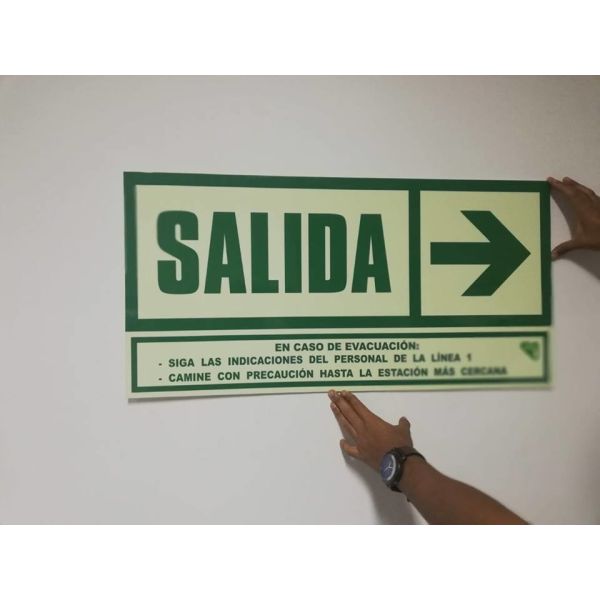 SALIDA
EN CASO DE EVACUACIÓN:
- SIGA LAS INDICACIONES DEL PERSONAL DE LA LÍNEA 1
- CAMINE CON PRECAUCIÓN HASTA LA ESTACIÓN MÁS CERCANA